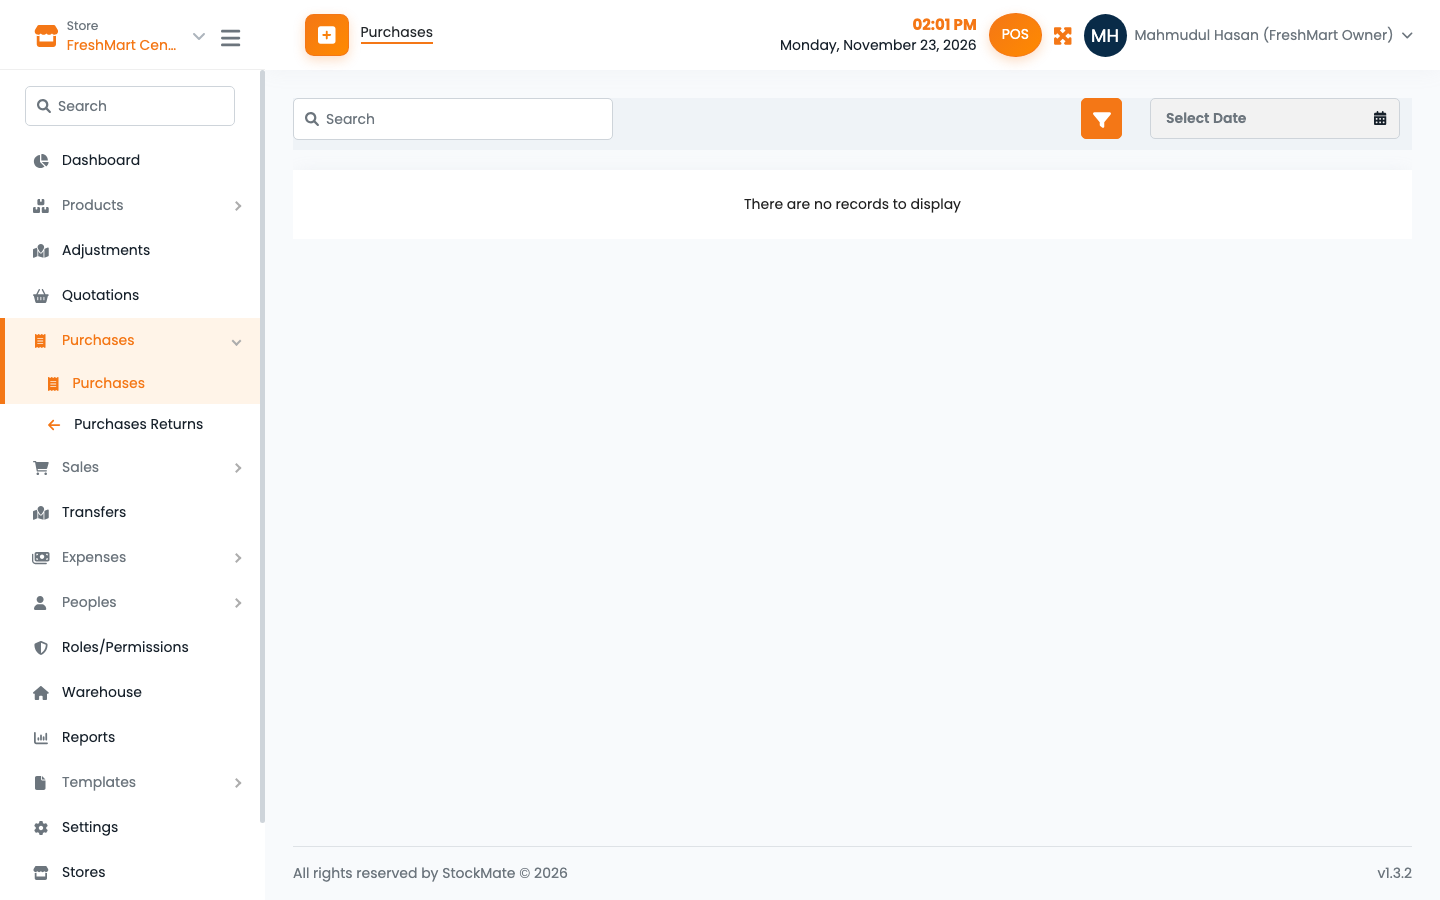 Store
FreshMart Cen...
Purchases
02:01 PM
Monday, November 23, 2026
POS
MH
Mahmudul Hasan (FreshMart Owner)
Search
Dashboard
Products
Adjustments
Quotations
Purchases
Purchases
Purchases Returns
Sales
Transfers
Expenses
Peoples
Roles/Permissions
Warehouse
Reports
Templates
Settings
Stores
Search
Select Date
There are no records to display
All rights reserved by StockMate © 2026
v1.3.2